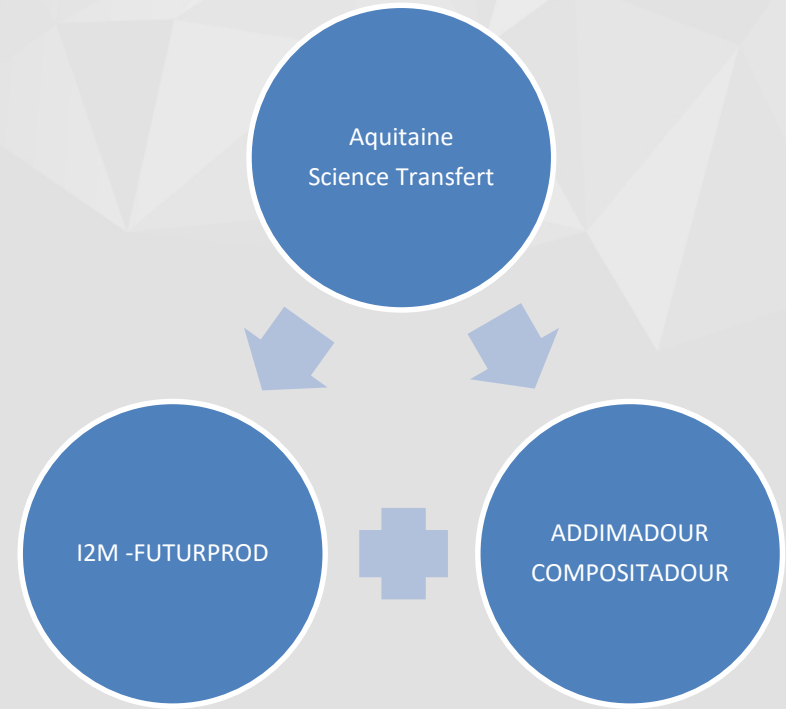 Aquitaine
Science Transfert
I2M -FUTURPROD
ADDIMADOUR
COMPOSITADOUR